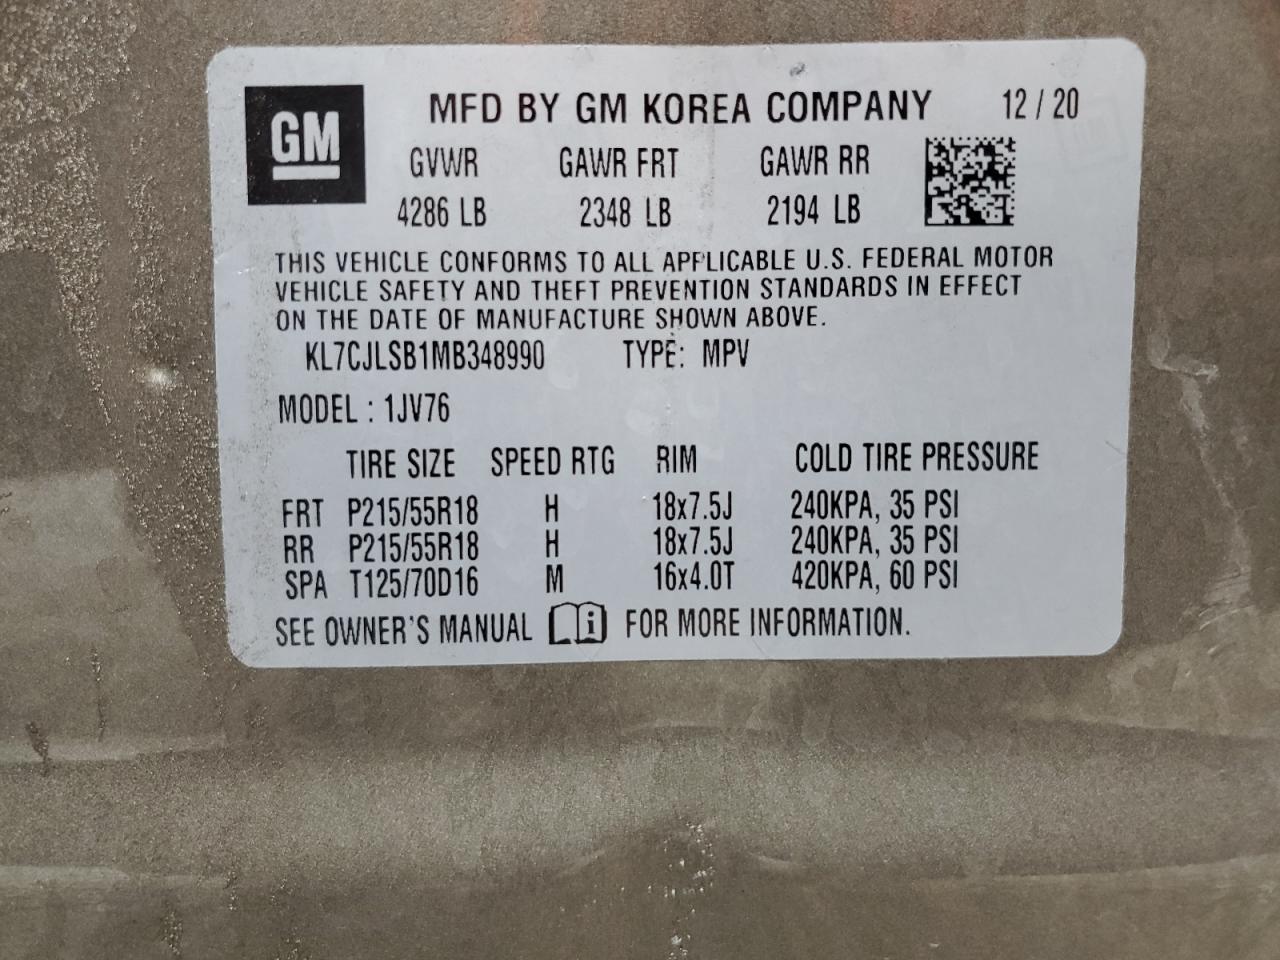 GM
MFD BY GM KOREA COMPANY 12 / 20
GVWR GAWR FRT GAWR RR
4286 LB 2348 LB 2194 LB
THIS VEHICLE CONFORMS TO ALL APPLICABLE U.S. FEDERAL MOTOR
VEHICLE SAFETY AND THEFT PREVENTION STANDARDS IN EFFECT
ON THE DATE OF MANUFACTURE SHOWN ABOVE.
KL7CJLSB1MB348990 TYPE: MPV
MODEL : 1JV76
TIRE SIZE SPEED RTG RIM COLD TIRE PRESSURE
FRT P215/55R18 H 18x7.5J 240KPA, 35 PSI
RR P215/55R18 H 18x7.5J 240KPA, 35 PSI
SPA T125/70D16 M 16x4.0T 420KPA, 60 PSI
SEE OWNER'S MANUAL i FOR MORE INFORMATION.